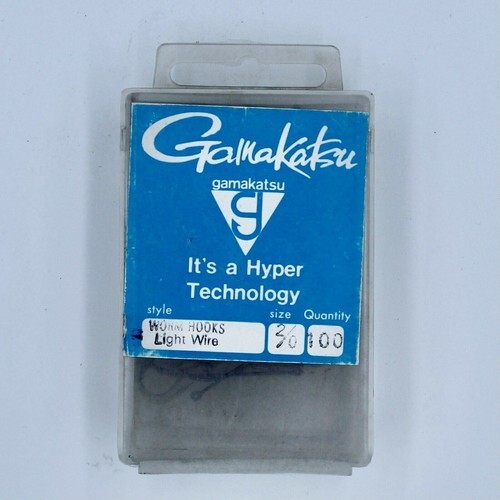 Gamakatsu
gamakatsu
G
It's a Hyper
Technology
style size Quantity
WORM HOOKS
Light Wire
2/0 100